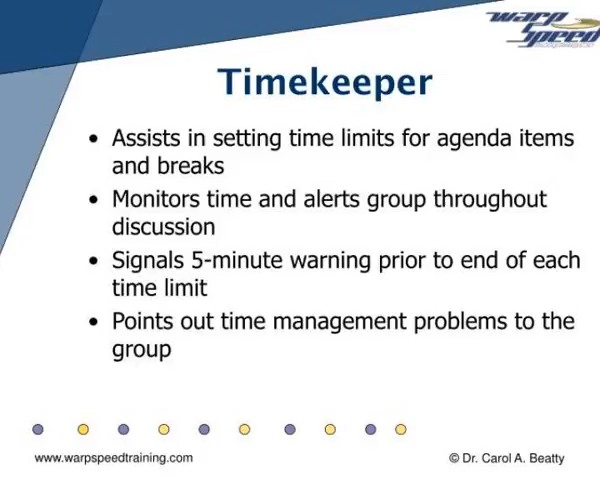 Warp
Speed
Timekeeper
• Assists in setting time limits for agenda items
and breaks
• Monitors time and alerts group throughout
discussion
• Signals 5-minute warning prior to end of each
time limit
• Points out time management problems to the
group
www.warpspeedtraining.com
© Dr. Carol A. Beatty